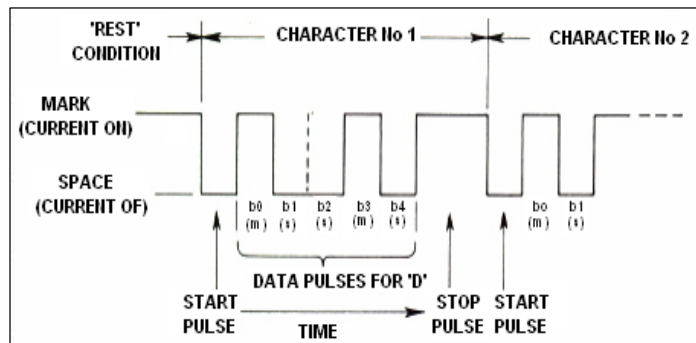 'REST'
CONDITION
CHARACTER No 1
CHARACTER No 2
MARK
(CURRENT ON)
SPACE
(CURRENT OF)
b0 b1 b2 b3 b4 bo b1
(m) (s) (s) (m) (s) (m) (s)
DATA PULSES FOR 'D'
START
PULSE
TIME
STOP
PULSE
START
PULSE